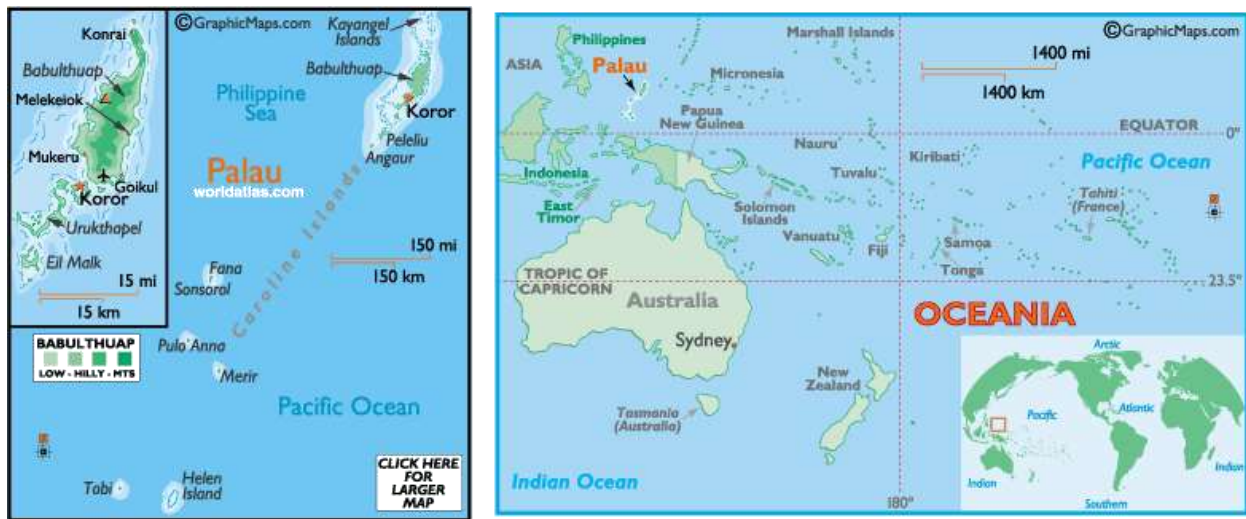 ©GraphicMaps.com
Konrai
Babulthuap
Melekeiok
Mukeru
Goikul
Koror
Urukthapel
Eil Malk
15 mi
15 km
BABULTHUAP
LOW - HILLY - MTS
Kayangel
Islands
Babulthuap
Koror
Peleliu
Angaur
Philippine
Sea
Palau
worldatlas.com
Caroline Islands
150 mi
150 km
Fana
Sonsorol
Pulo Anna
Merir
Pacific Ocean
Tobi
Helen
Island
CLICK HERE
FOR
LARGER
MAP
©GraphicMaps.com
Philippines
ASIA
Palau
Marshall Islands
Micronesia
1400 mi
1400 km
Papua
New Guinea
EQUATOR
0°
Nauru
Kiribati
Pacific Ocean
Indonesia
Tuvalu
East
Timor
Solomon
Islands
Tahiti
(France)
Vanuatu
Fiji
Samoa
Tonga
TROPIC OF
CAPRICORN
23.5°
Australia
OCEANIA
Sydney
New
Zealand
Tasmania
(Australia)
Indian Ocean
180°
Arctic
Pacific
Atlantic
Indian
Indian
Southern